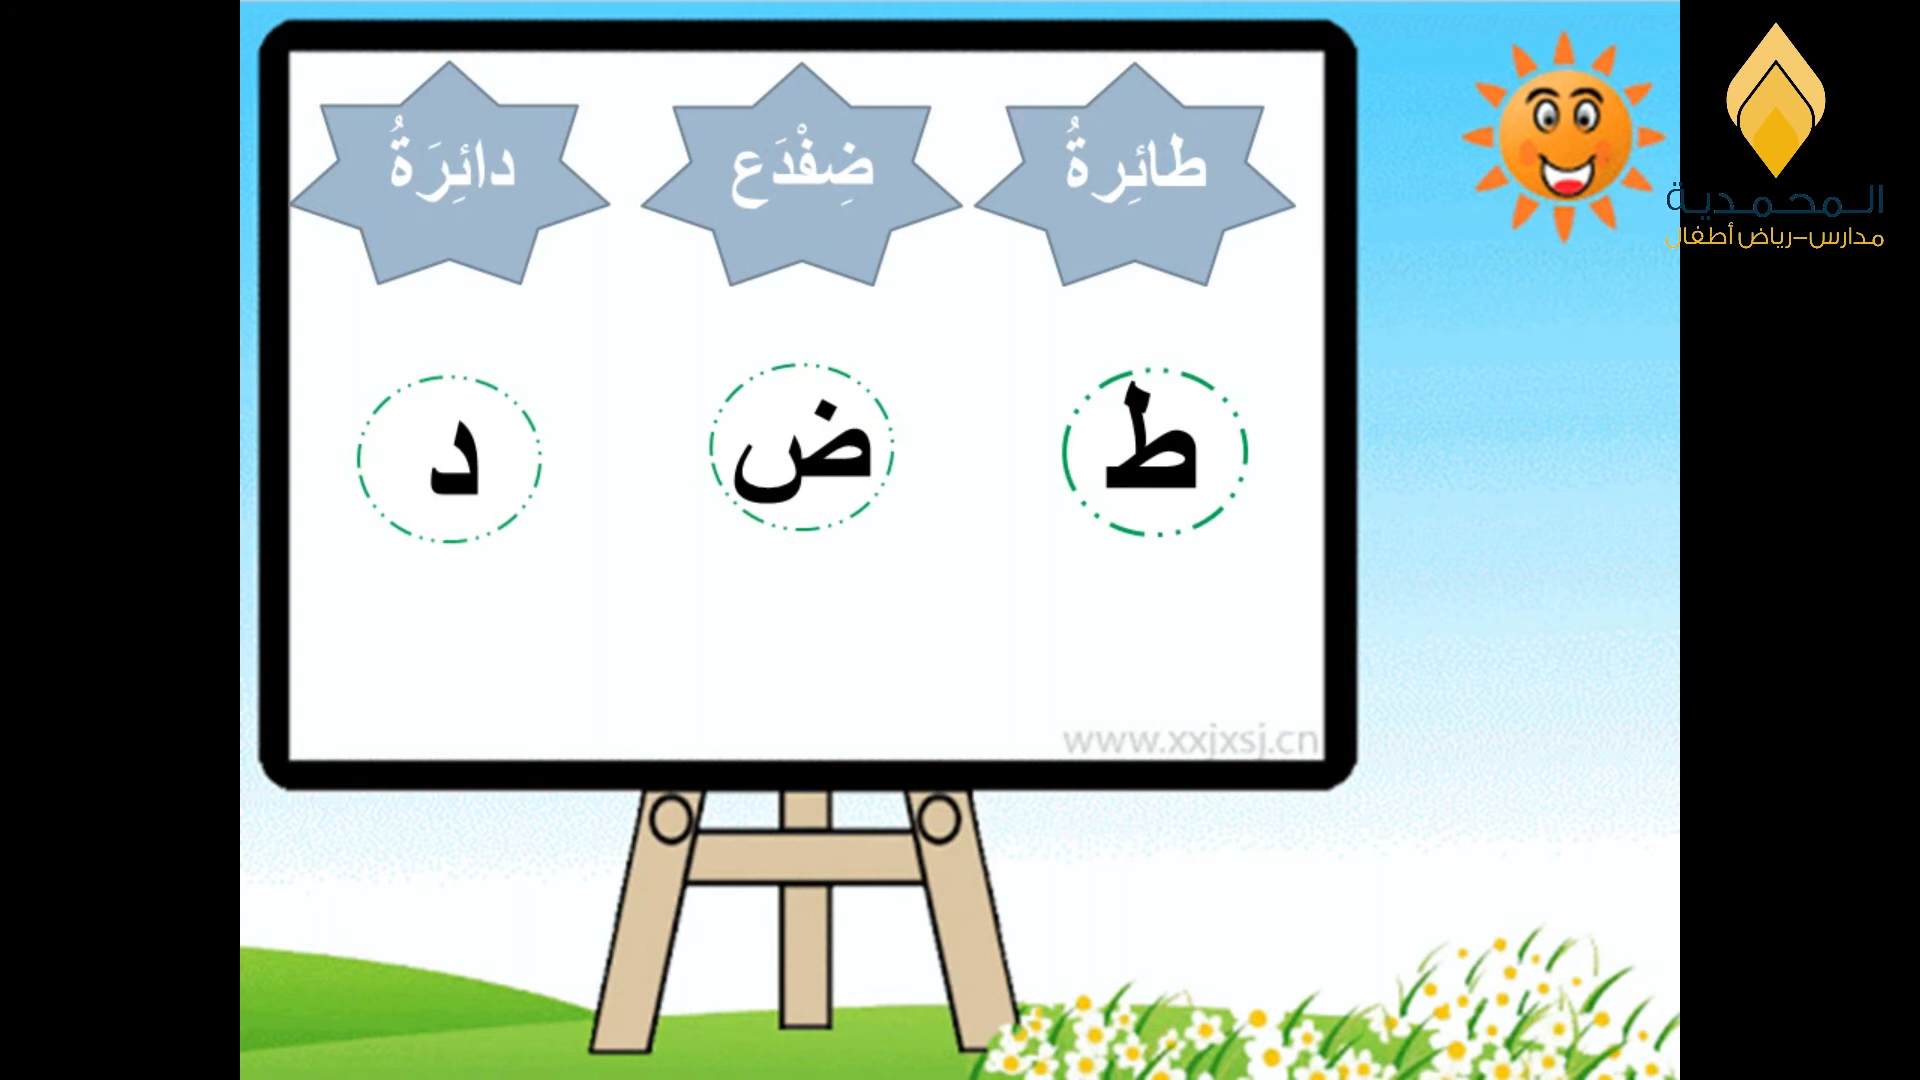 طائِرةُ ضِفْدَع دائِرَةُ
ط ض د
www.xxjxsj.cn
المحمدية
مدارس-رياض أطفال